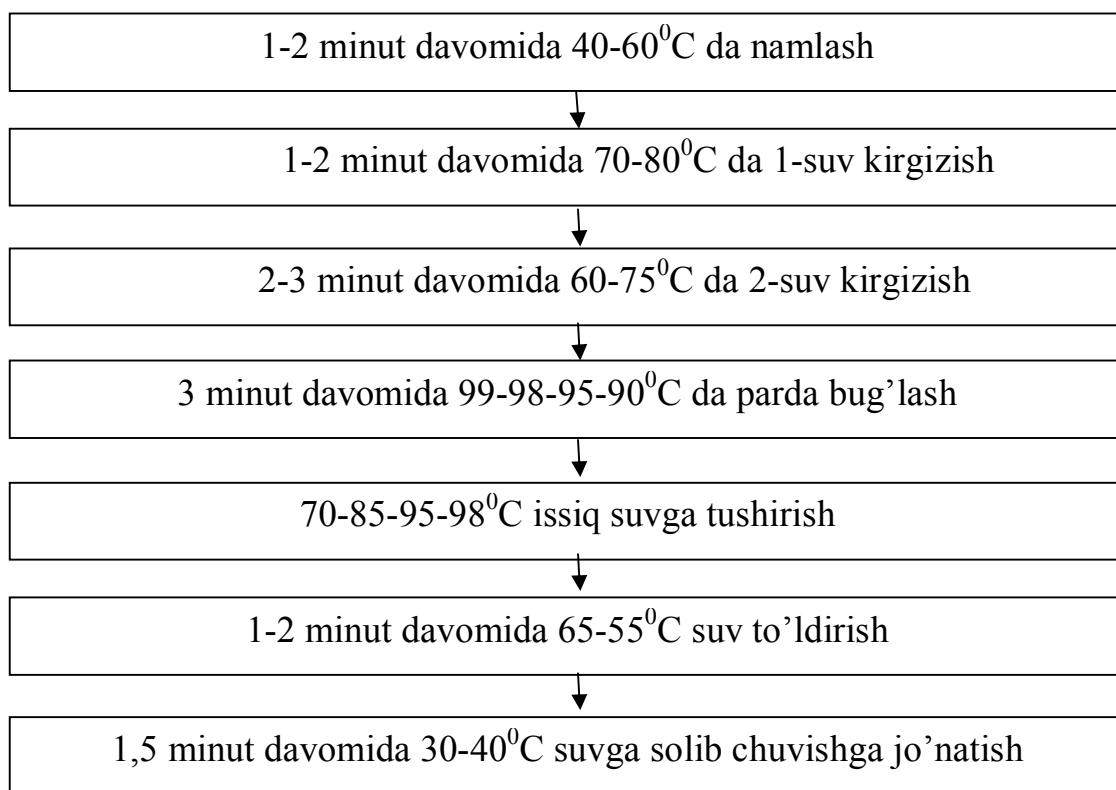 1-2 minut davomida 40-60⁰C da namlash
1-2 minut davomida 70-80⁰C da 1-suv kirgizish
2-3 minut davomida 60-75⁰C da 2-suv kirgizish
3 minut davomida 99-98-95-90⁰C da parda bug’lash
70-85-95-98⁰C issiq suvga tushirish
1-2 minut davomida 65-55⁰C suv to’ldirish
1,5 minut davomida 30-40⁰C suvga solib chuvishga jo’natish